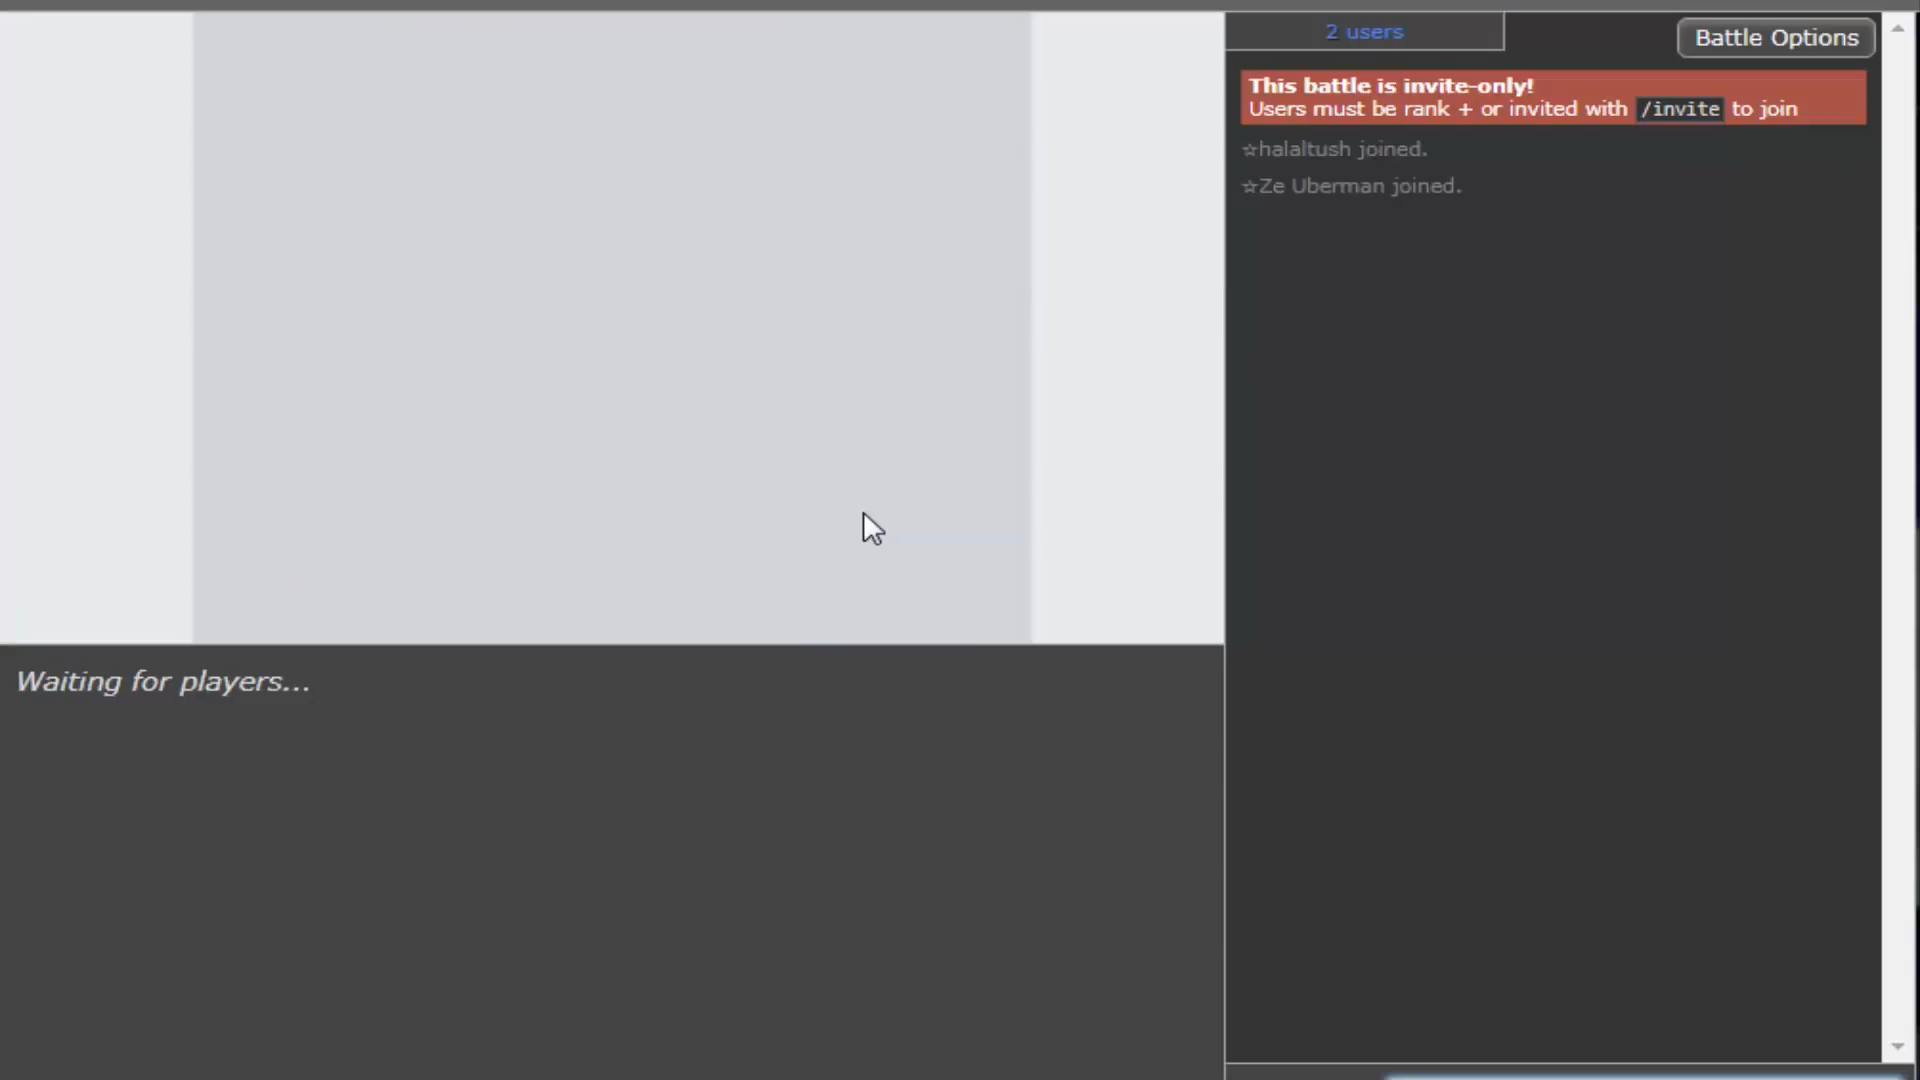 2 users
Battle Options
This battle is invite-only!
Users must be rank + or invited with /invite to join
☆halaltush joined.
☆Ze Uberman joined.
Waiting for players...